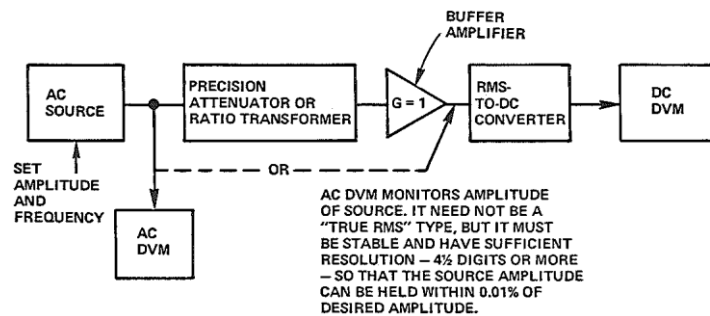 BUFFER
AMPLIFIER
AC
SOURCE
PRECISION
ATTENUATOR OR
RATIO TRANSFORMER
G = 1
RMS-
TO-DC
CONVERTER
DC
DVM
OR
SET
AMPLITUDE
AND
FREQUENCY
AC
DVM
AC DVM MONITORS AMPLITUDE
OF SOURCE. IT NEED NOT BE A
"TRUE RMS" TYPE, BUT IT MUST
BE STABLE AND HAVE SUFFICIENT
RESOLUTION – 4½ DIGITS OR MORE
– SO THAT THE SOURCE AMPLITUDE
CAN BE HELD WITHIN 0.01% OF
DESIRED AMPLITUDE.